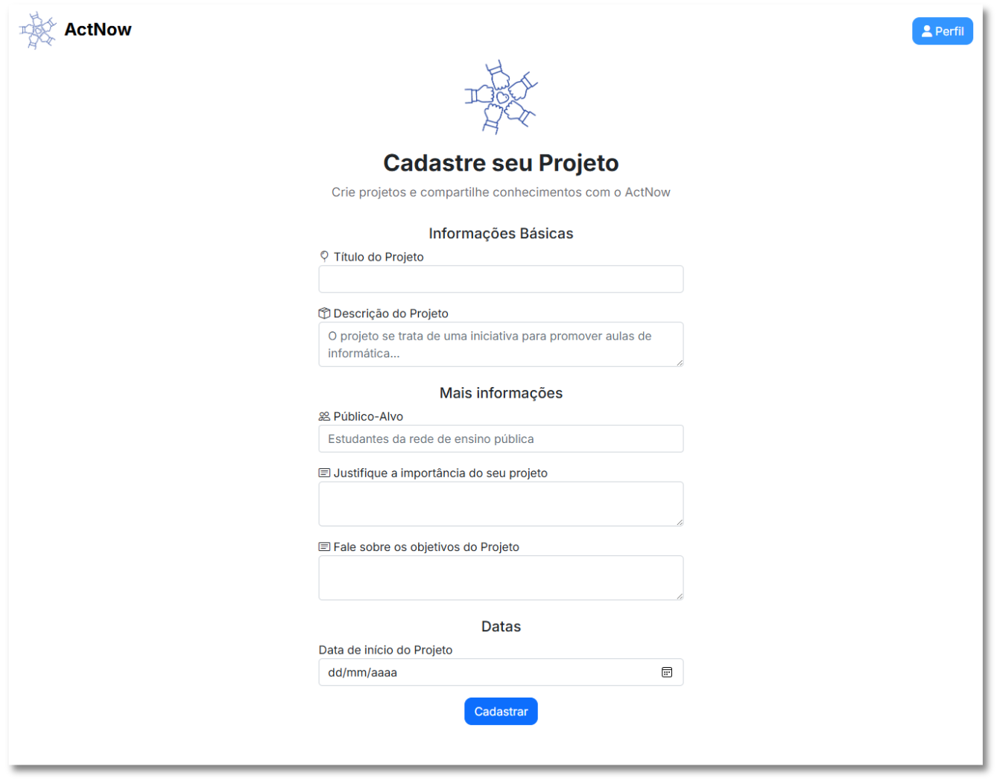 ActNow
Perfil
Cadastre seu Projeto
Crie projetos e compartilhe conhecimentos com o ActNow
Informações Básicas
Título do Projeto
Descrição do Projeto
O projeto se trata de uma iniciativa para promover aulas de
informática...
Mais informações
Público-Alvo
Estudantes da rede de ensino pública
Justifique a importância do seu projeto
Fale sobre os objetivos do Projeto
Datas
Data de início do Projeto
dd/mm/aaaa
Cadastrar